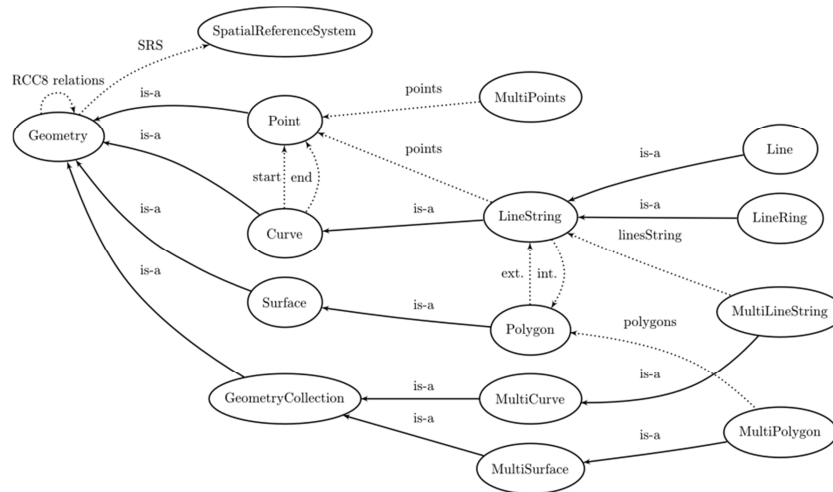 SpatialReferenceSystem
SRS
RCC8 relations
is-a
points
MultiPoints
Point
Geometry
is-a
points
is-a
Line
start
end
is-a
is-a
is-a
LineRing
LineString
Curve
linesString
is-a
ext.
int.
Surface
is-a
MultiLineString
polygons
Polygon
is-a
is-a
GeometryCollection
MultiCurve
is-a
is-a
MultiPolygon
MultiSurface